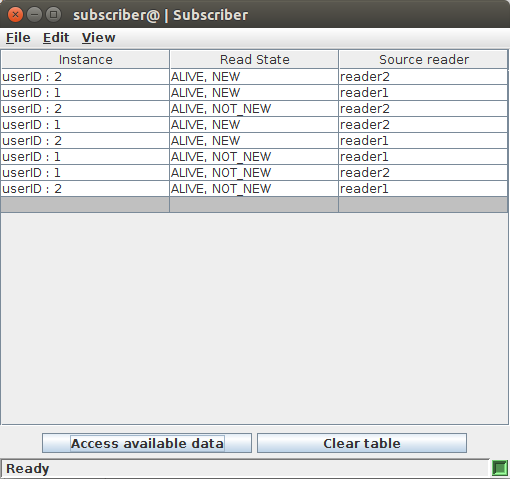 subscriber@ | Subscriber
File Edit View
Instance Read State Source reader
userID : 2 ALIVE, NEW reader2
userID : 1 ALIVE, NEW reader1
userID : 2 ALIVE, NOT_NEW reader2
userID : 1 ALIVE, NEW reader2
userID : 2 ALIVE, NEW reader1
userID : 1 ALIVE, NOT_NEW reader1
userID : 1 ALIVE, NOT_NEW reader2
userID : 2 ALIVE, NOT_NEW reader1
Access available data Clear table
Ready